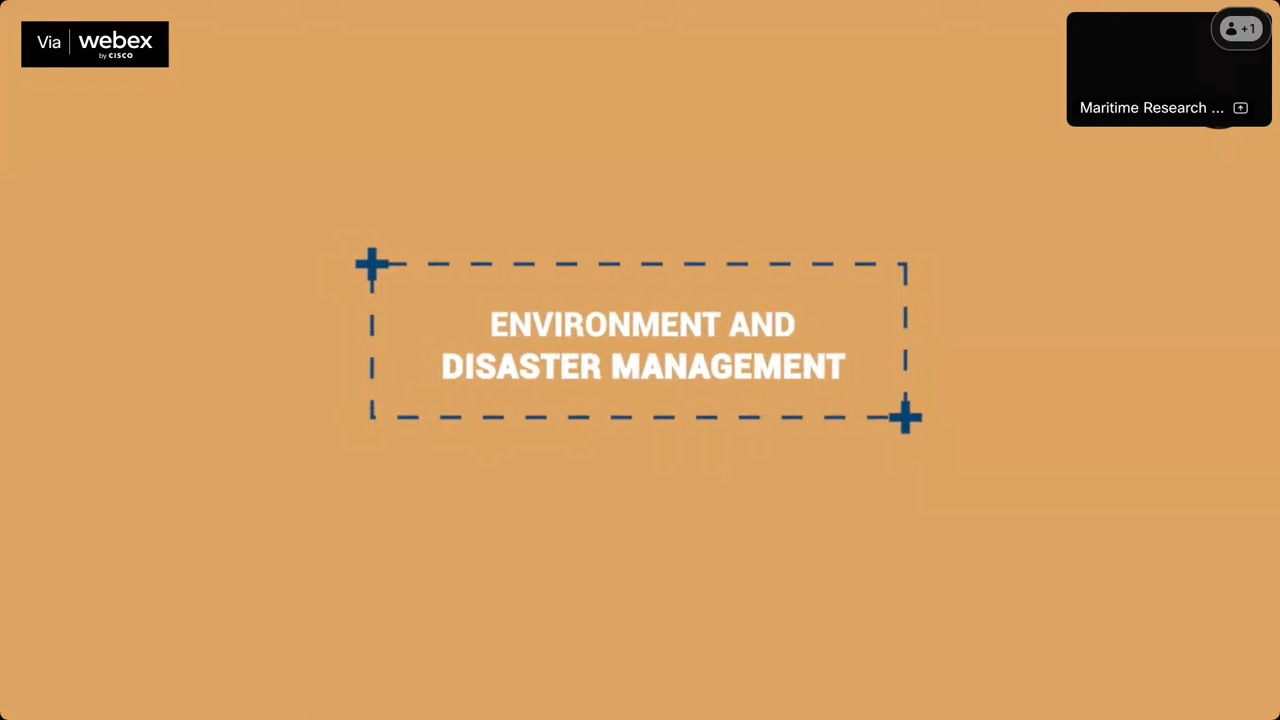 Via webex
by CISCO
+1
Maritime Research ...
ENVIRONMENT AND
DISASTER MANAGEMENT